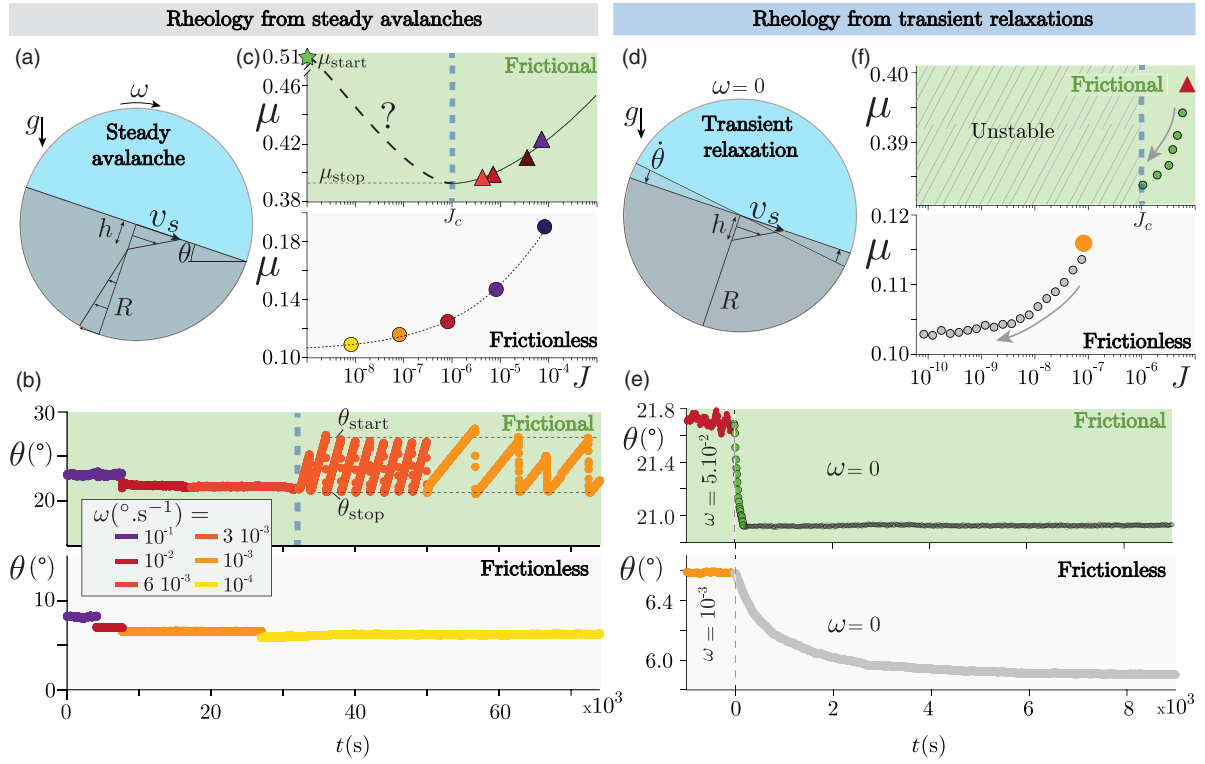 Rheology from steady avalanches
Rheology from transient relaxations
(a)
ω
g
Steady
avalanche
v_s
h
θ
R
(c)
0.51
0.46
μ
0.42
0.38
μ_start
Frictional
?
μ_stop
J_c
0.18
μ
0.14
0.10
Frictionless
10⁻⁸ 10⁻⁷ 10⁻⁶ 10⁻⁵ 10⁻⁴ J
(b)
30
θ(°)
20
θ_start
Frictional
θ_stop
ω(°.s⁻¹) =
10⁻¹ 3 10⁻³
10⁻² 10⁻³
6 10⁻³ 10⁻⁴
θ(°)
10
0
Frictionless
0 20 40 60 x10³
t(s)
(d)
ω = 0
g
θ̇
Transient
relaxation
v_s
h
R
(f)
0.40
μ
0.39
Frictional
Unstable
J_c
0.12
μ
0.11
0.10
Frictionless
10⁻¹⁰ 10⁻⁹ 10⁻⁸ 10⁻⁷ 10⁻⁶ J
(e)
21.8
θ(°)
21.4
21.0
ω = 5.10⁻²
ω = 0
Frictional
θ(°)
6.4
6.0
ω = 10⁻³
ω = 0
Frictionless
0 2 4 6 8 x10³
t(s)